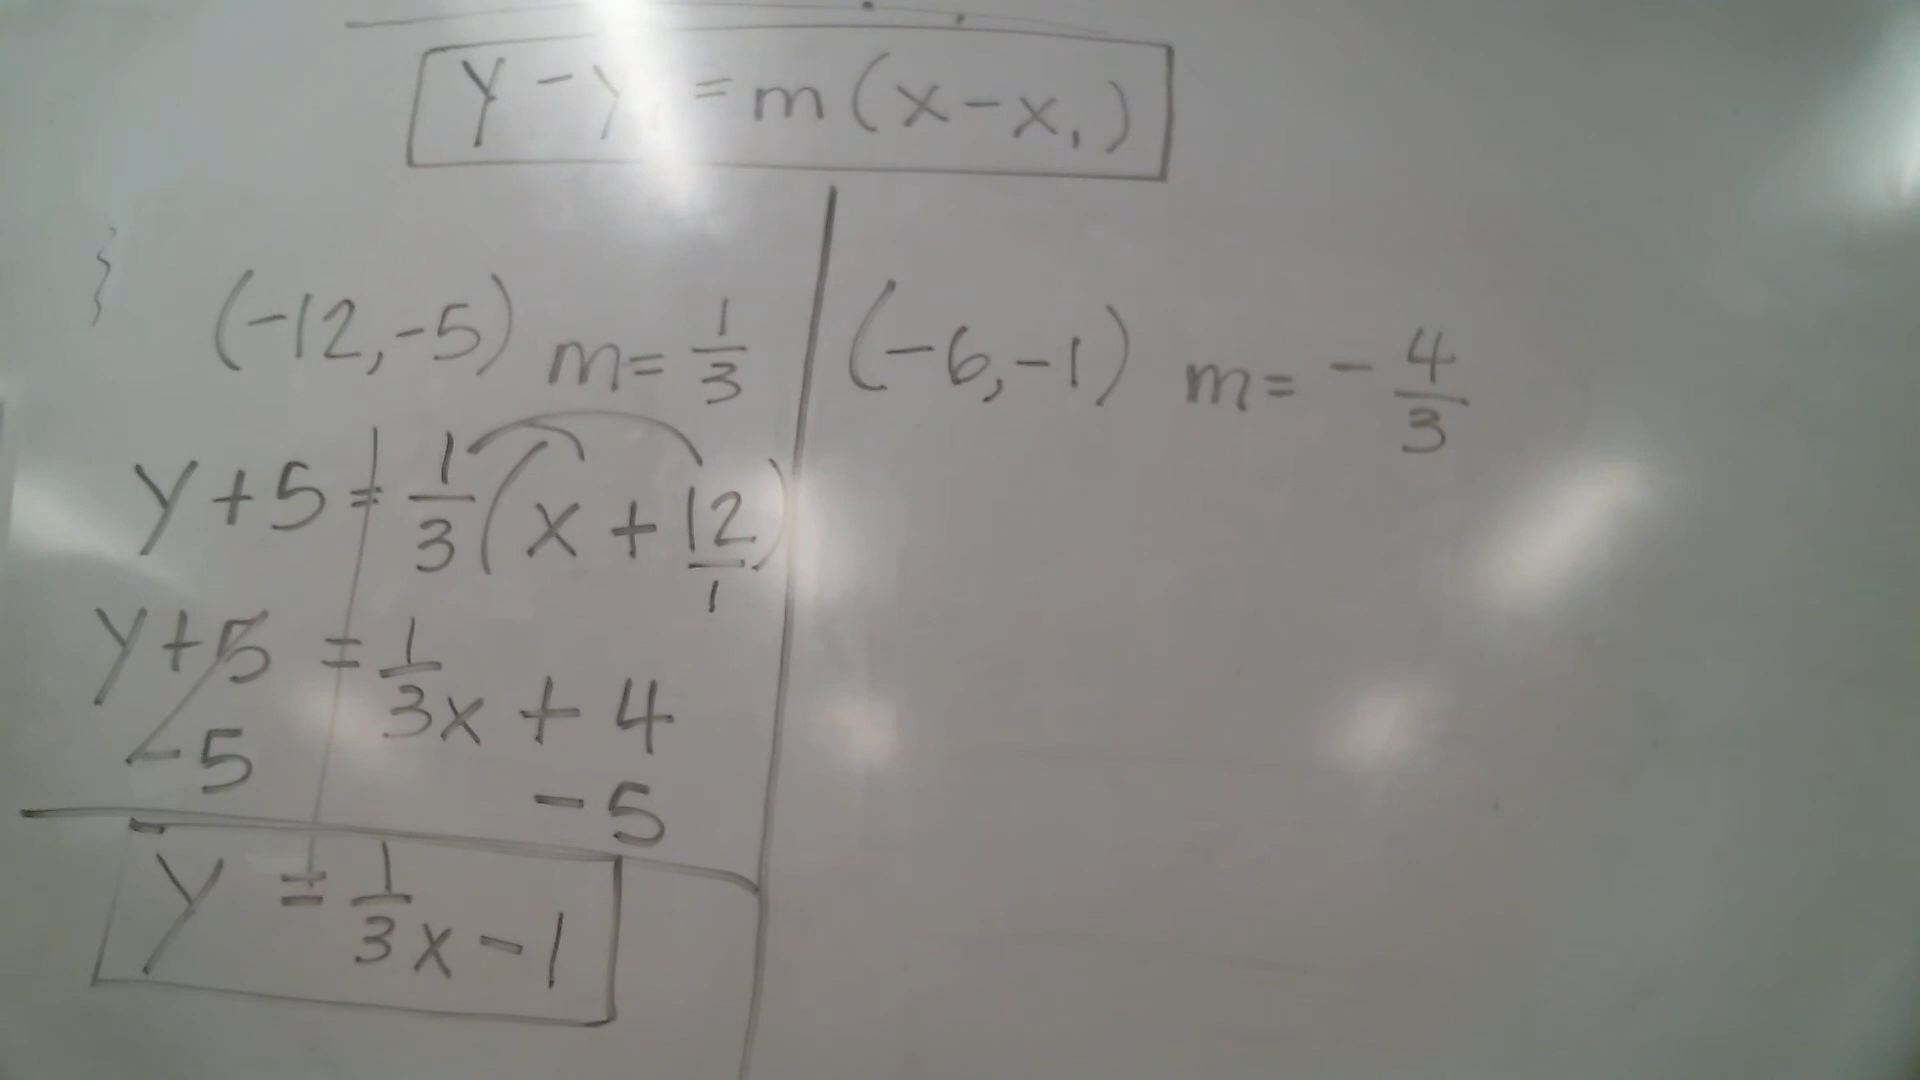 y - y₁ = m(x - x₁)
(-12, -5) m = 1/3
y + 5 = 1/3(x + 12/1)
y + 5 = 1/3x + 4
-5 -5
y = 1/3x - 1
(-6, -1) m = -4/3